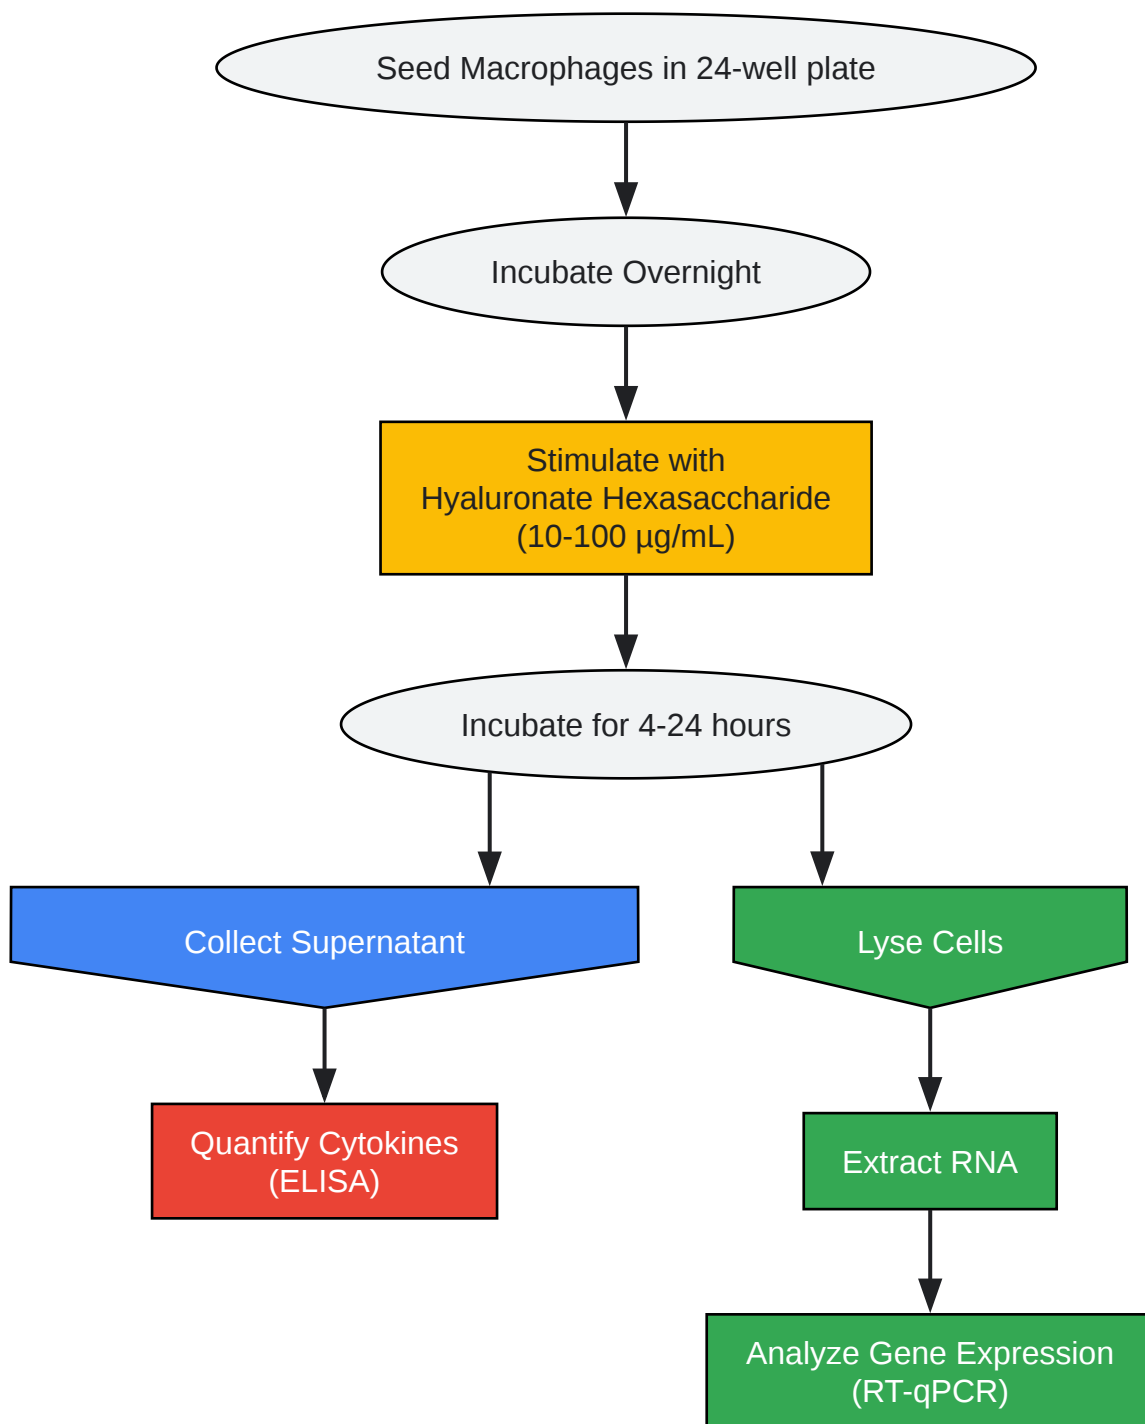 Seed Macrophages in 24-well plate
Incubate Overnight
Stimulate with
Hyaluronate Hexasaccharide
(10-100 µg/mL)
Incubate for 4-24 hours
Collect Supernatant
Lyse Cells
Quantify Cytokines
(ELISA)
Extract RNA
Analyze Gene Expression
(RT-qPCR)